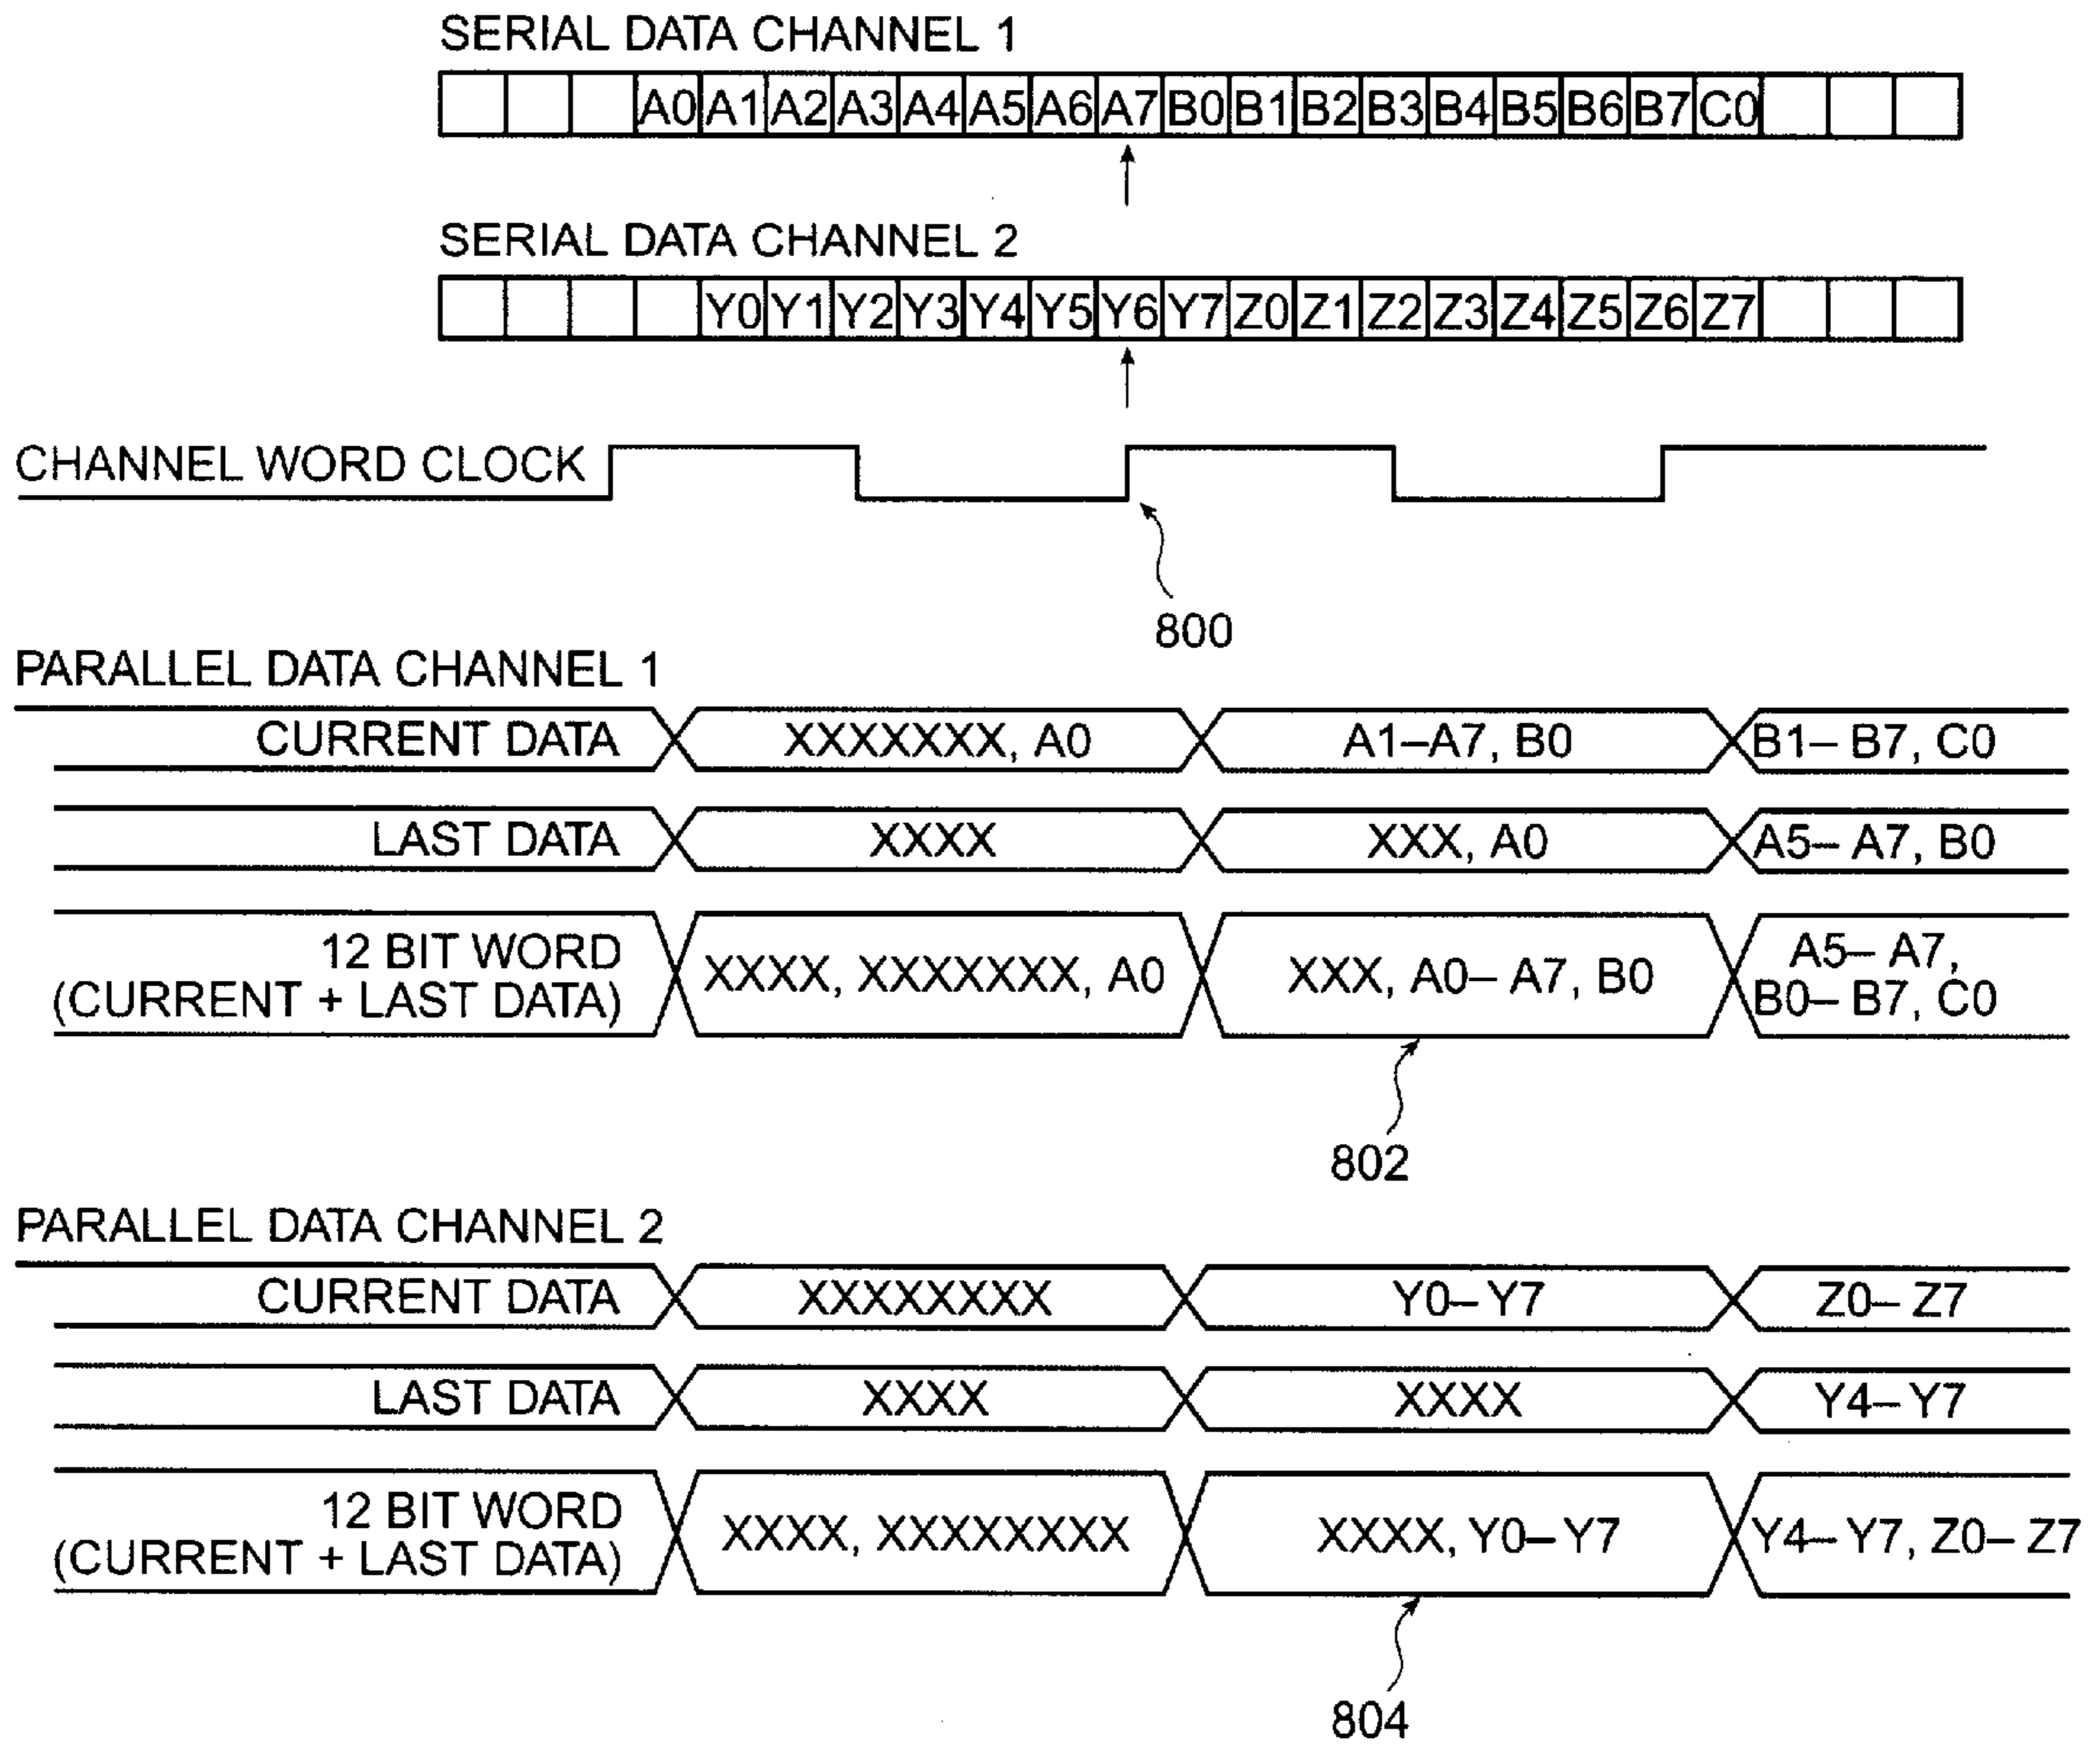 SERIAL DATA CHANNEL 1
A0 A1 A2 A3 A4 A5 A6 A7 B0 B1 B2 B3 B4 B5 B6 B7 C0
SERIAL DATA CHANNEL 2
Y0 Y1 Y2 Y3 Y4 Y5 Y6 Y7 Z0 Z1 Z2 Z3 Z4 Z5 Z6 Z7
CHANNEL WORD CLOCK
800
PARALLEL DATA CHANNEL 1
CURRENT DATA XXXXXXX, A0 A1–A7, B0 B1– B7, C0
LAST DATA XXXX XXX, A0 A5– A7, B0
12 BIT WORD
(CURRENT + LAST DATA) XXXX, XXXXXXX, A0 XXX, A0– A7, B0 A5– A7,
B0– B7, C0
802
PARALLEL DATA CHANNEL 2
CURRENT DATA XXXXXXXX Y0– Y7 Z0– Z7
LAST DATA XXXX XXXX Y4– Y7
12 BIT WORD
(CURRENT + LAST DATA) XXXX, XXXXXXXX XXXX, Y0– Y7 Y4– Y7, Z0– Z7
804